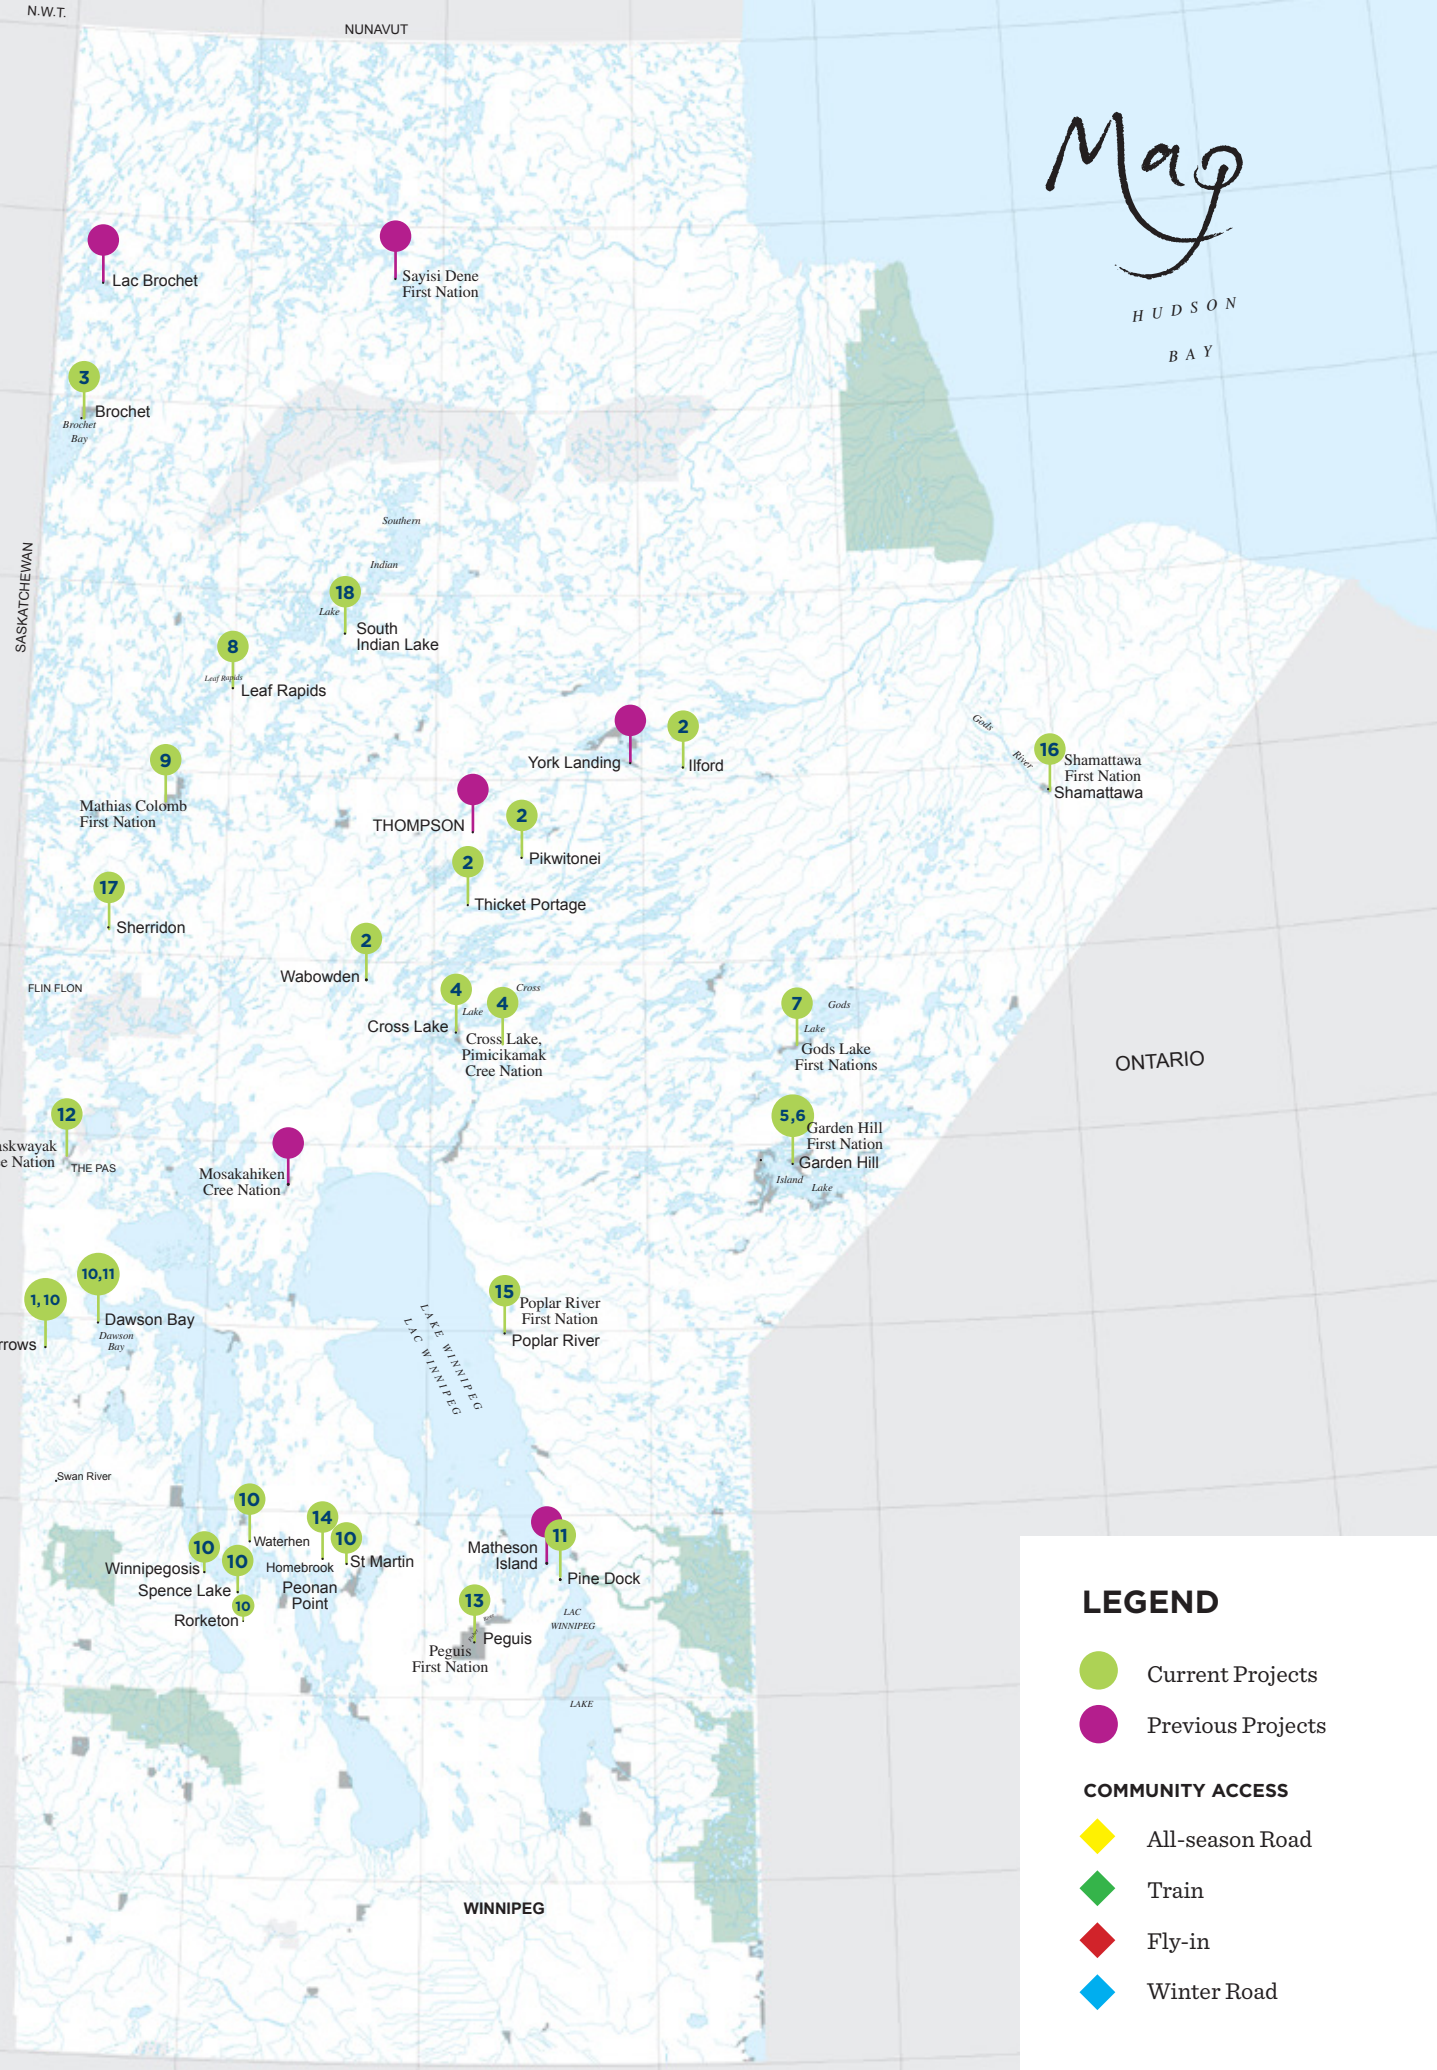 N.W.T.
NUNAVUT
Map
HUDSON
BAY
Lac Brochet
Sayisi Dene
First Nation
3
Brochet
Brochet
Bay
SASKATCHEWAN
Southern
Indian
Lake
18
South
Indian Lake
8
Leaf Rapids
Leaf Rapids
York Landing
2
Ilford
Gods
River
16
Shamattawa
First Nation
Shamattawa
9
Mathias Colomb
First Nation
THOMPSON
2
Pikwitonei
2
Thicket Portage
17
Sherridon
2
Wabowden
FLIN FLON
4
Cross Lake
Cross
Lake
4
Cross Lake,
Pimicikamak
Cree Nation
7
Gods
Lake
Gods Lake
First Nations
ONTARIO
12
askwayak
e Nation
THE PAS
Mosakahiken
Cree Nation
5,6
Garden Hill
First Nation
Garden Hill
Island
Lake
10,11
Dawson Bay
Dawson
Bay
1, 10
rrows
15
Poplar River
First Nation
Poplar River
LAKE WINNIPEG
LAC WINNIPEG
Swan River
10
Waterhen
14
Homebrook
Peonan
Point
10
St Martin
10
Winnipegosis
10
Spence Lake
10
Rorketon
Matheson
Island
11
Pine Dock
13
Peguis
Peguis
First Nation
LAC
WINNIPEG
LAKE
WINNIPEG
LEGEND
Current Projects
Previous Projects
COMMUNITY ACCESS
All-season Road
Train
Fly-in
Winter Road